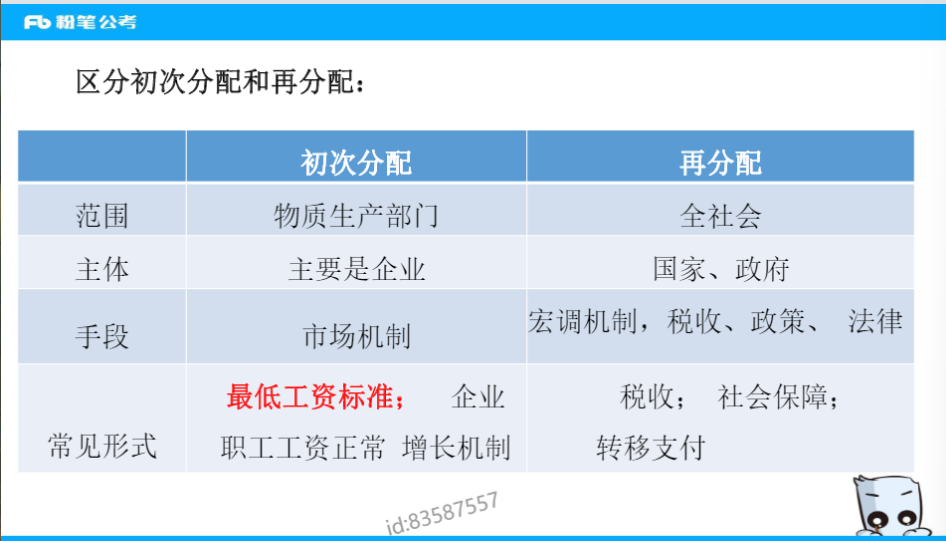 粉笔公考
区分初次分配和再分配：
初次分配 再分配
范围 物质生产部门 全社会
主体 主要是企业 国家、政府
手段 市场机制 宏调机制，税收、政策、 法律
常见形式 最低工资标准； 企业 税收； 社会保障；
职工工资正常 增长机制 转移支付
id:83587557